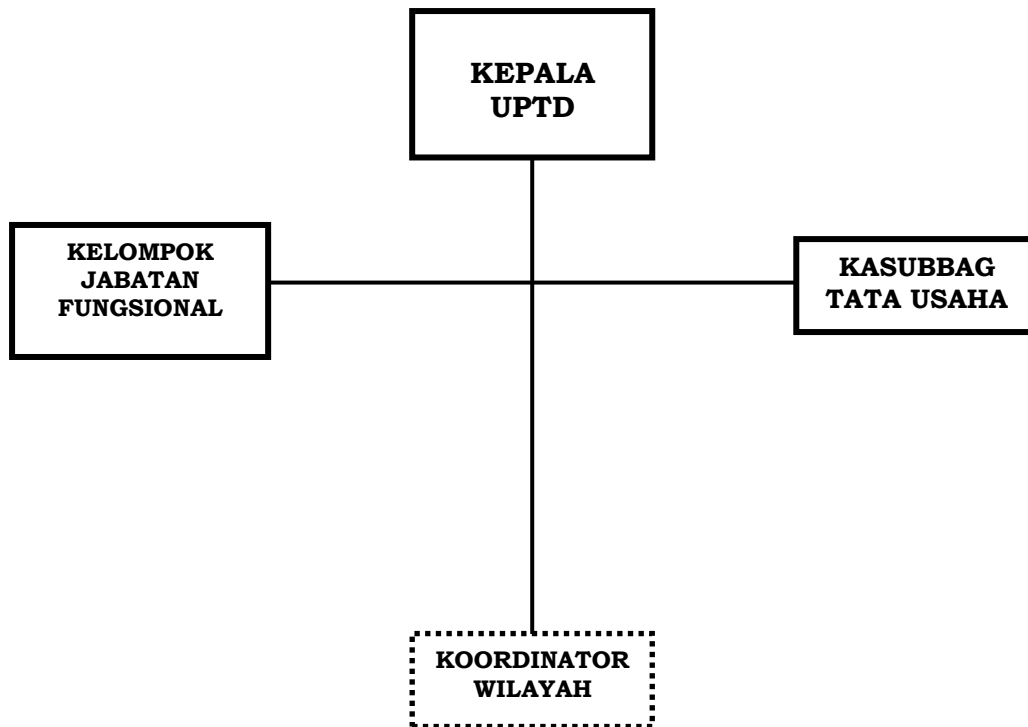 KEPALA
UPTD
KELOMPOK
JABATAN
FUNGSIONAL
KASUBBAG
TATA USAHA
KOORDINATOR
WILAYAH